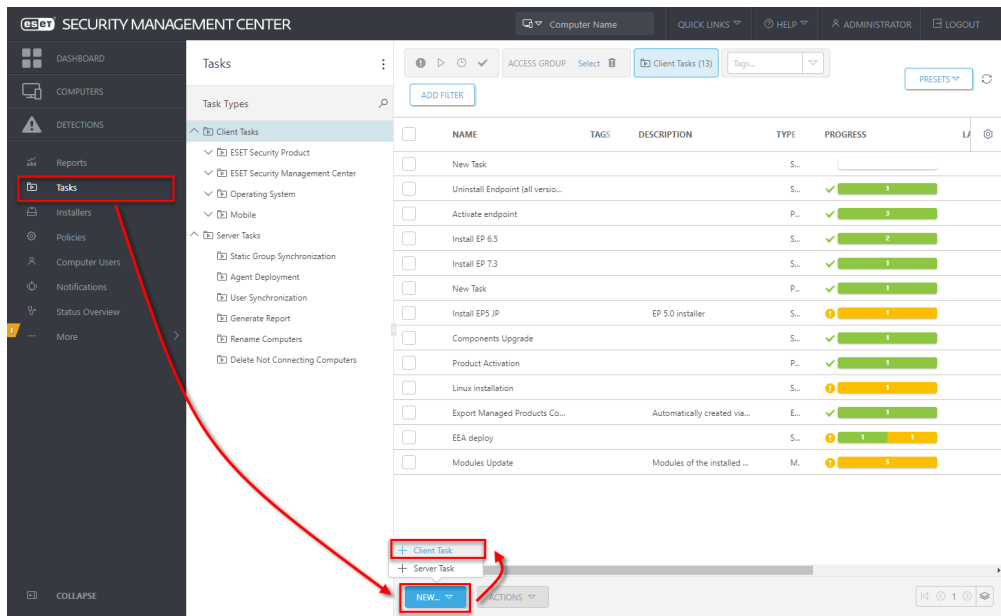 eset SECURITY MANAGEMENT CENTER
Computer Name
QUICK LINKS
HELP
ADMINISTRATOR
LOGOUT
DASHBOARD
COMPUTERS
DETECTIONS
Reports
Tasks
Installers
Policies
Computer Users
Notifications
Status Overview
... More
COLLAPSE
Tasks
Task Types
Client Tasks
ESET Security Product
ESET Security Management Center
Operating System
Mobile
Server Tasks
Static Group Synchronization
Agent Deployment
User Synchronization
Generate Report
Rename Computers
Delete Not Connecting Computers
ACCESS GROUP Select
Client Tasks (13)
Tags...
PRESETS
ADD FILTER
NAME TAGS DESCRIPTION TYPE PROGRESS LA
New Task S...
Uninstall Endpoint (all versio... S... 1
Activate endpoint P... 3
Install EP 6.5 S... 2
Install EP 7.3 S... 1
New Task P... 1
Install EP5 JP EP 5.0 installer S... 1
Components Upgrade S... 1
Product Activation P... 1
Linux installation S... 1
Export Managed Products Co... Automatically created via... E... 1
EEA deploy S... 1 1
Modules Update Modules of the installed ... M. 5
+ Client Task
+ Server Task
NEW...
ACTIONS
1